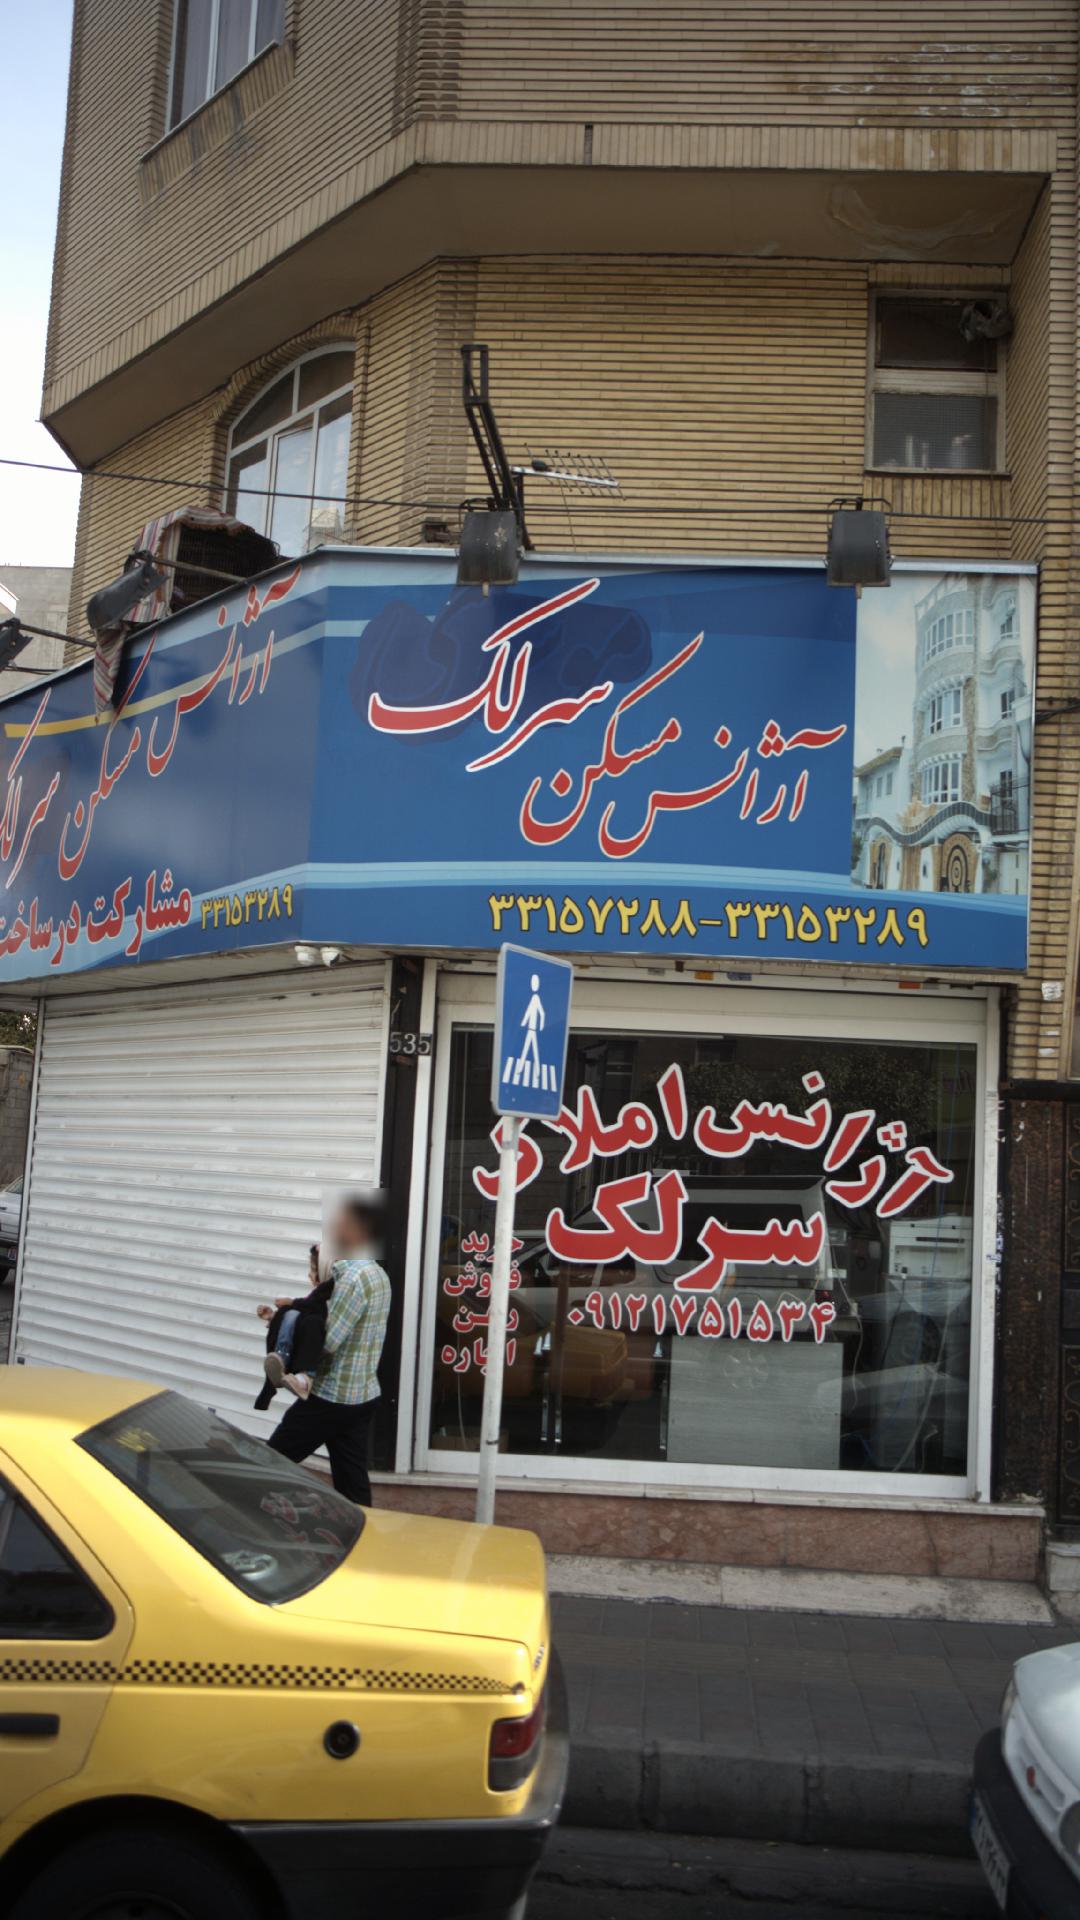 آژانس مسکن سرلک
۳۳۱۵۷۲۸۸-۳۳۱۵۳۲۸۹
آژانس مسکن سرلک
مشارکت در ساخت ۳۳۱۵۳۲۸۹
535
آژانس املاک
سرلک
۰۹۱۲۱۷۵۱۵۳۴
خرید
فروش
رهن
اجاره